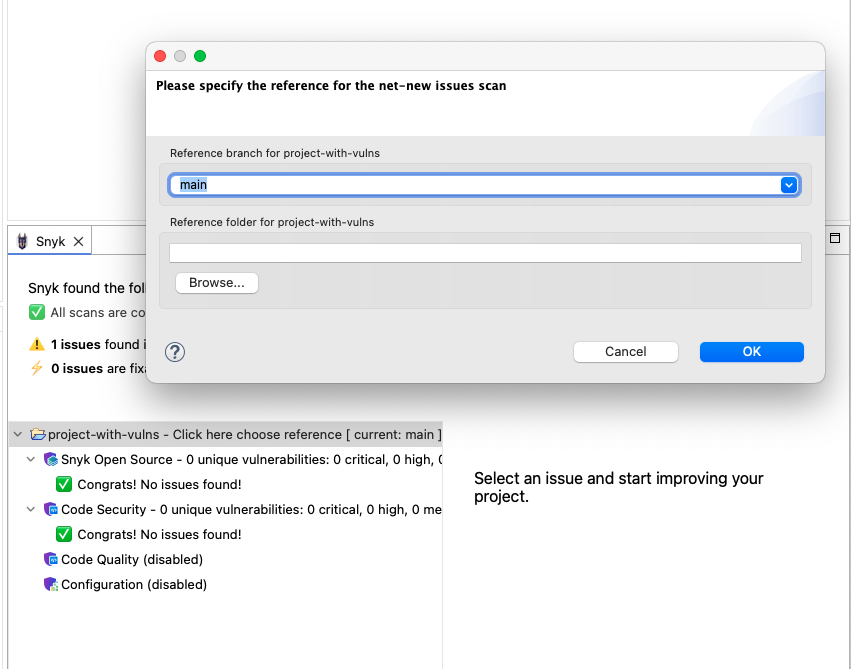 Please specify the reference for the net-new issues scan
Reference branch for project-with-vulns
main
Reference folder for project-with-vulns
Browse...
?
Cancel
OK
Snyk
Snyk found the fol
All scans are co
1 issues found i
0 issues are fixa
project-with-vulns - Click here choose reference [ current: main ]
Snyk Open Source - 0 unique vulnerabilities: 0 critical, 0 high, 0
Congrats! No issues found!
Code Security - 0 unique vulnerabilities: 0 critical, 0 high, 0 me
Congrats! No issues found!
Code Quality (disabled)
Configuration (disabled)
Select an issue and start improving your
project.